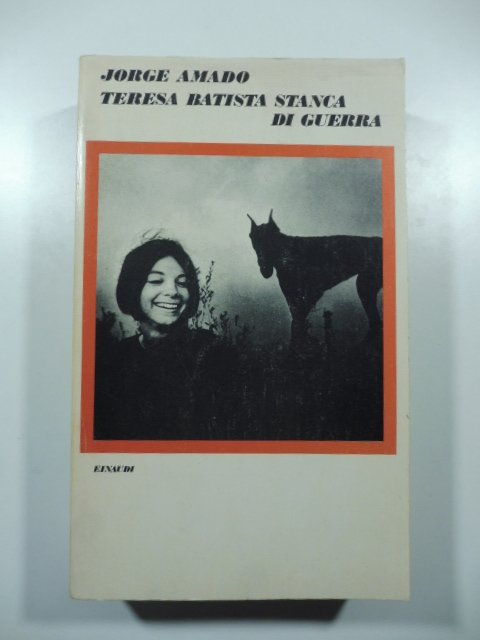 JORGE AMADO
TERESA BATISTA STANCA
DI GUERRA
EINAUDI